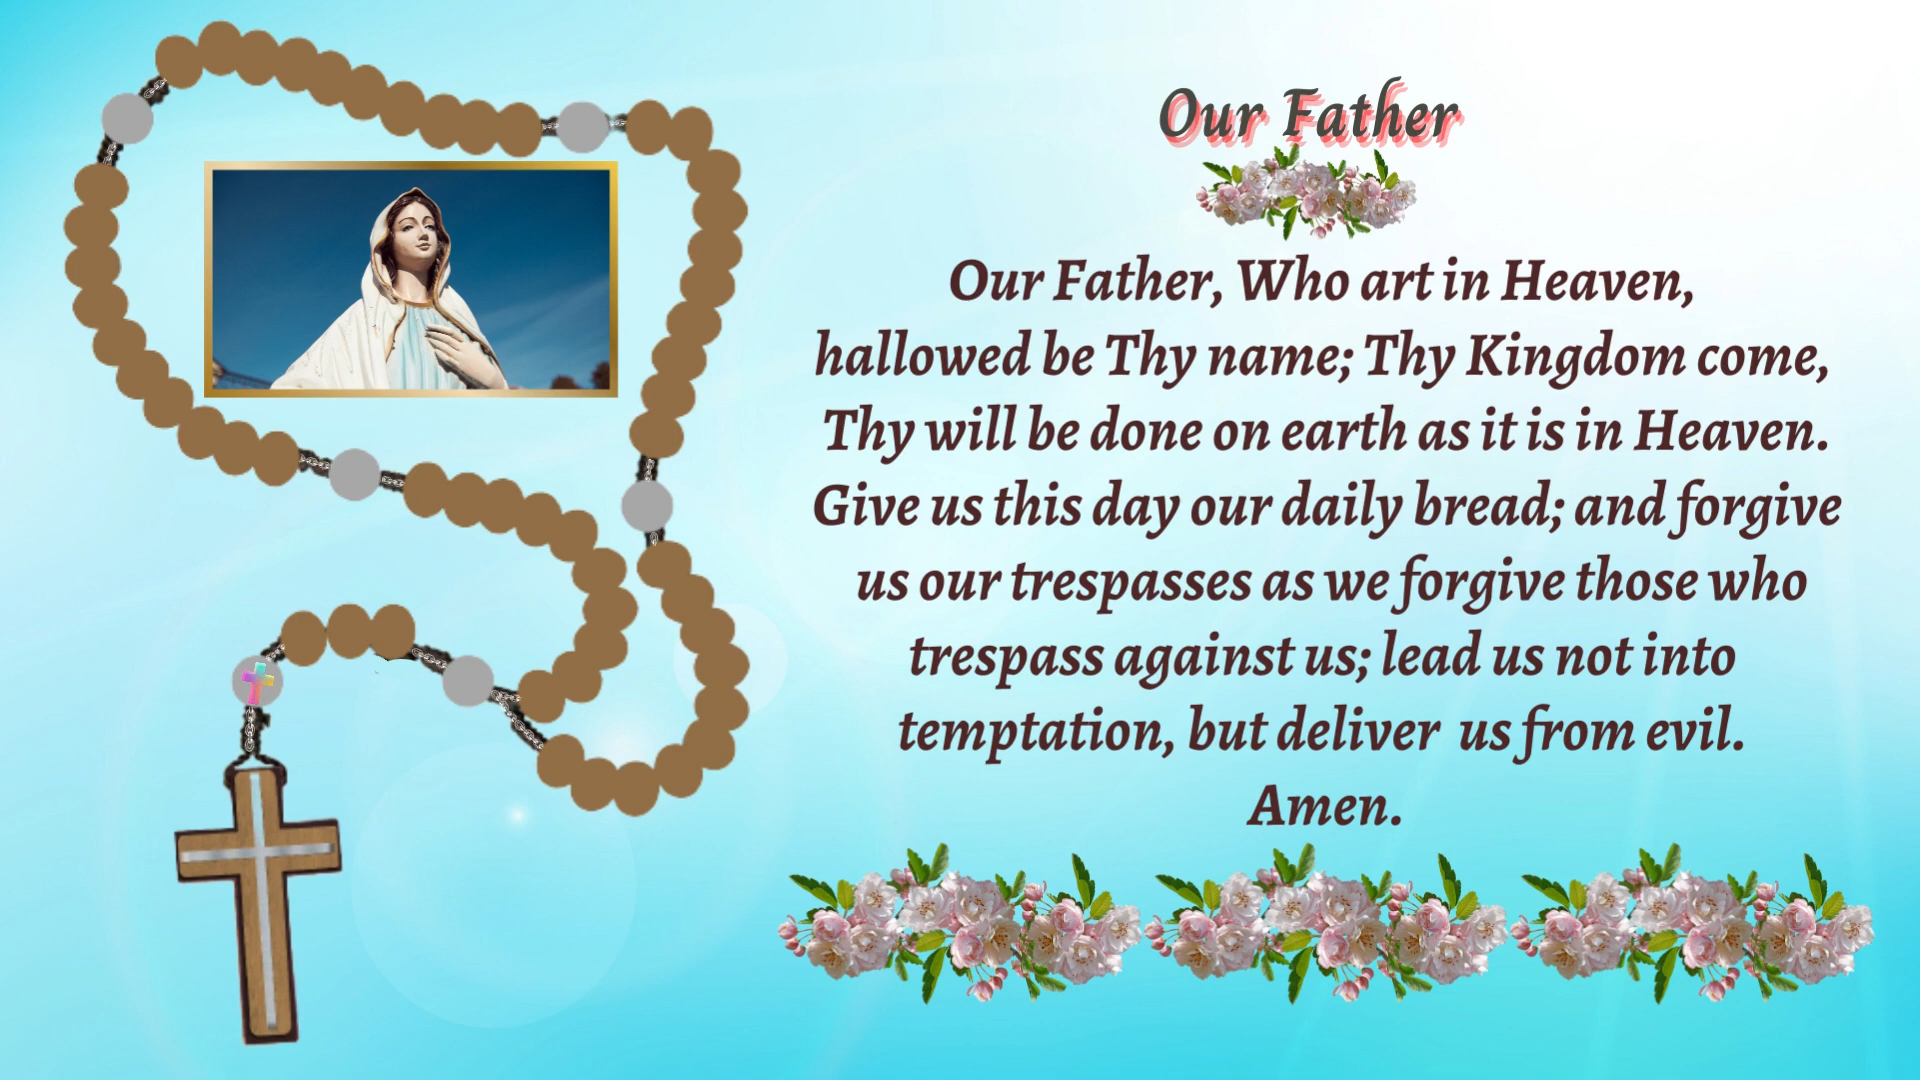 Our Father
Our Father, Who art in Heaven,
hallowed be Thy name; Thy Kingdom come,
Thy will be done on earth as it is in Heaven.
Give us this day our daily bread; and forgive
us our trespasses as we forgive those who
trespass against us; lead us not into
temptation, but deliver us from evil.
Amen.